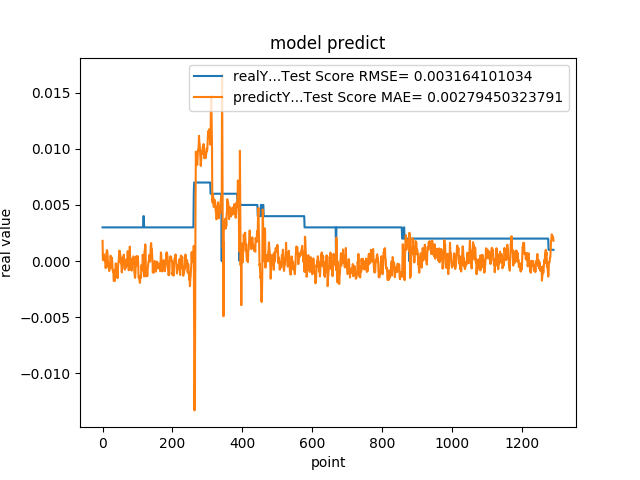 model predict
realY...Test Score RMSE= 0.003164101034
predictY...Test Score MAE= 0.00279450323791
0.015
0.010
0.005
0.000
−0.005
−0.010
real value
0 200 400 600 800 1000 1200
point